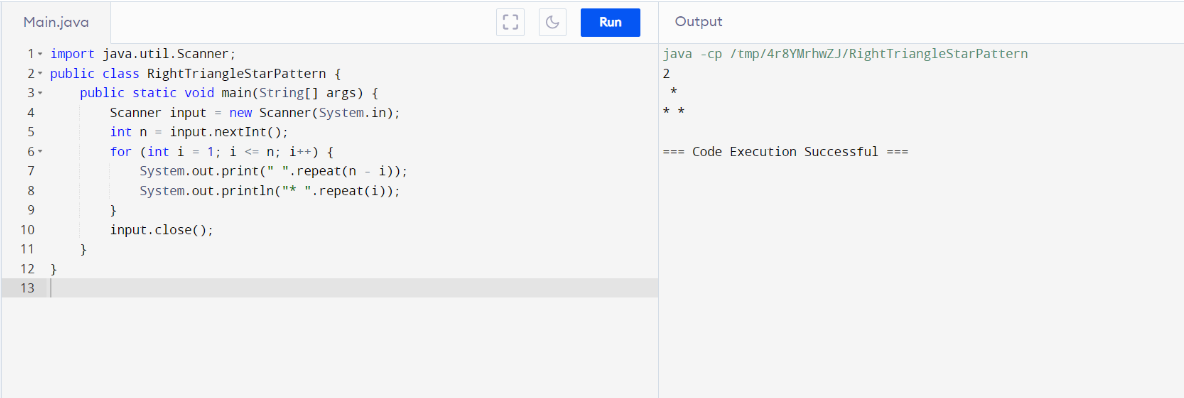 Main.java
Run
Output
1 import java.util.Scanner;
2 public class RightTriangleStarPattern {
3     public static void main(String[] args) {
4         Scanner input = new Scanner(System.in);
5         int n = input.nextInt();
6         for (int i = 1; i <= n; i++) {
7             System.out.print(" ".repeat(n - i));
8             System.out.println("* ".repeat(i));
9         }
10         input.close();
11     }
12 }
13
java -cp /tmp/4r8YMrhwZJ/RightTriangleStarPattern
2
 *
* *
=== Code Execution Successful ===